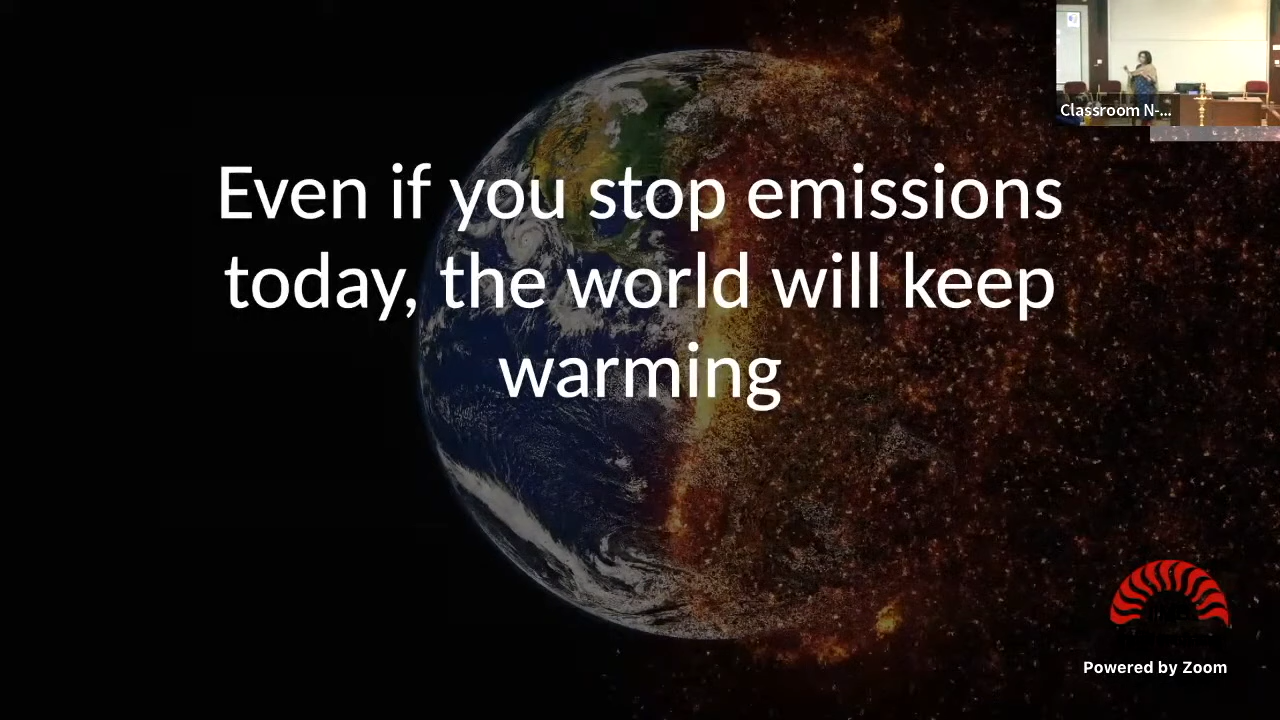 Classroom N-...
Even if you stop emissions
today, the world will keep
warming
Powered by Zoom